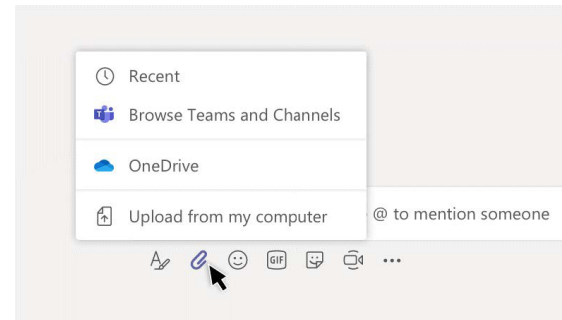 Recent
Browse Teams and Channels
OneDrive
Upload from my computer
@ to mention someone
GIF